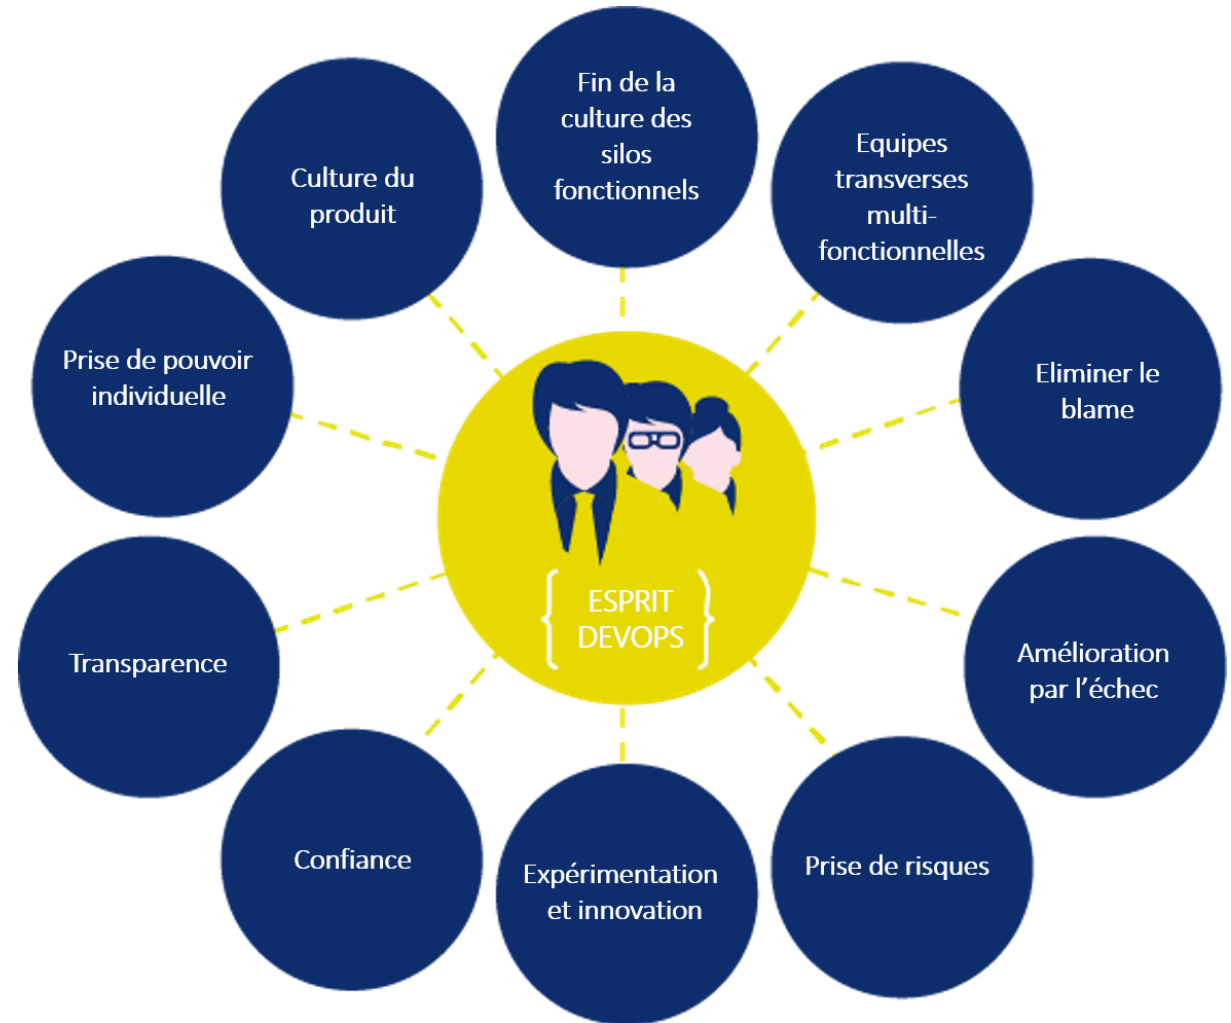 Fin de la
culture des
silos
fonctionnels
Equipes
transverses
multi-
fonctionnelles
Eliminer le
blame
Amélioration
par l’échec
Prise de risques
Expérimentation
et innovation
Confiance
Transparence
Prise de pouvoir
individuelle
Culture du
produit
{ ESPRIT
DEVOPS }